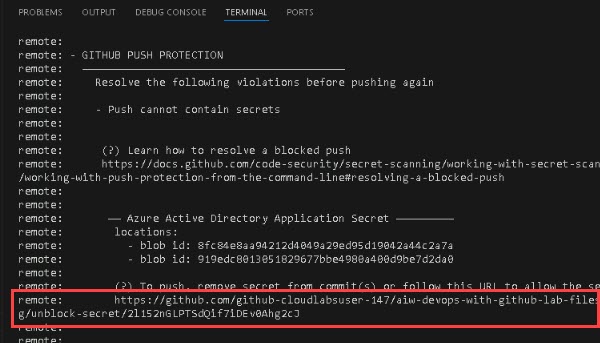 PROBLEMS OUTPUT DEBUG CONSOLE TERMINAL PORTS
remote:
remote: - GITHUB PUSH PROTECTION
remote: ———————————————————————————————————————
remote: Resolve the following violations before pushing again
remote:
remote: - Push cannot contain secrets
remote:
remote:
remote: (?) Learn how to resolve a blocked push
remote: https://docs.github.com/code-security/secret-scanning/working-with-secret-scan
/working-with-push-protection-from-the-command-line#resolving-a-blocked-push
remote:
remote:
remote: —— Azure Active Directory Application Secret ——————————
remote: locations:
remote: - blob id: 8fc84e8aa94212d4049a29ed95d19042a44c2a7a
remote: - blob id: 919edc0013051829677bbe4980a400d9be7d2da0
remote:
remote: (?) To push, remove secret from commit(s) or follow this URL to allow the se
remote: https://github.com/github-cloudlabsuser-147/aiw-devops-with-github-lab-files
g/unblock-secret/2l152nGLPTSdQ1f7iDEv0Ahg2cJ